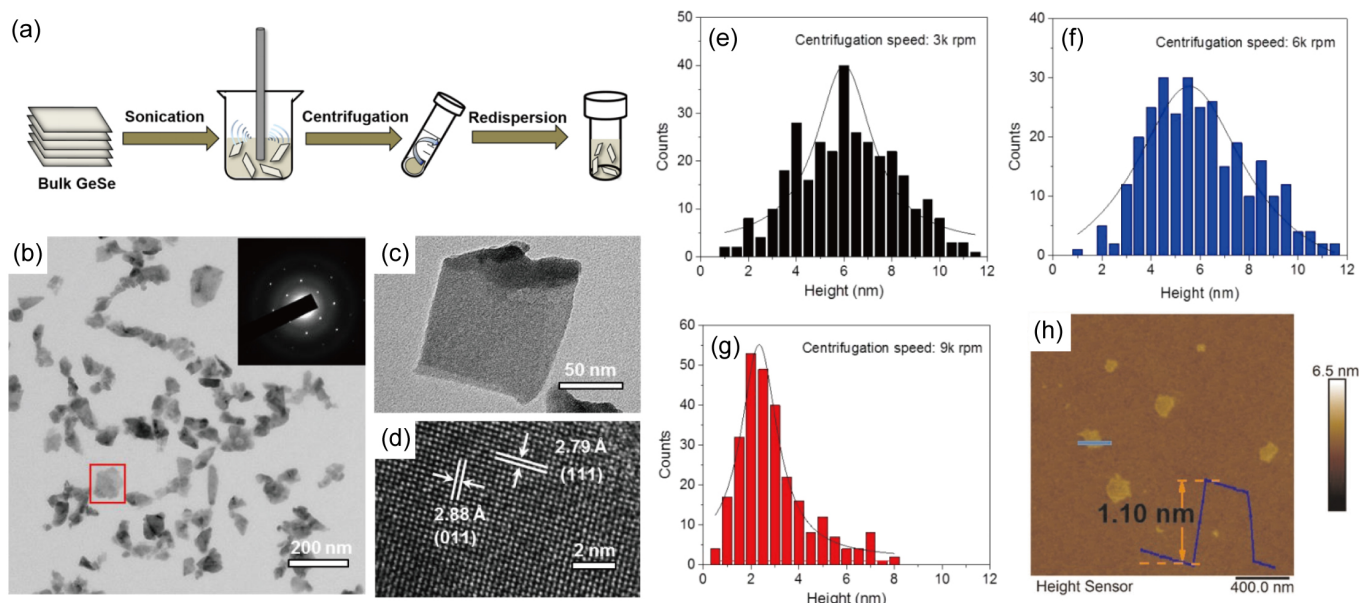 (a)
Bulk GeSe
Sonication
Centrifugation
Redispersion
(b)
200 nm
(c)
50 nm
(d)
2.79 Å
(111)
2.88 Å
(011)
2 nm
(e)
Centrifugation speed: 3k rpm
Counts
50
40
30
20
10
0
0 2 4 6 8 10 12
Height (nm)
(f)
Centrifugation speed: 6k rpm
Counts
40
30
20
10
0
0 2 4 6 8 10 12
Height (nm)
(g)
Centrifugation speed: 9k rpm
Counts
60
50
40
30
20
10
0
0 2 4 6 8 10 12
Height (nm)
(h)
6.5 nm
1.10 nm
Height Sensor
400.0 nm